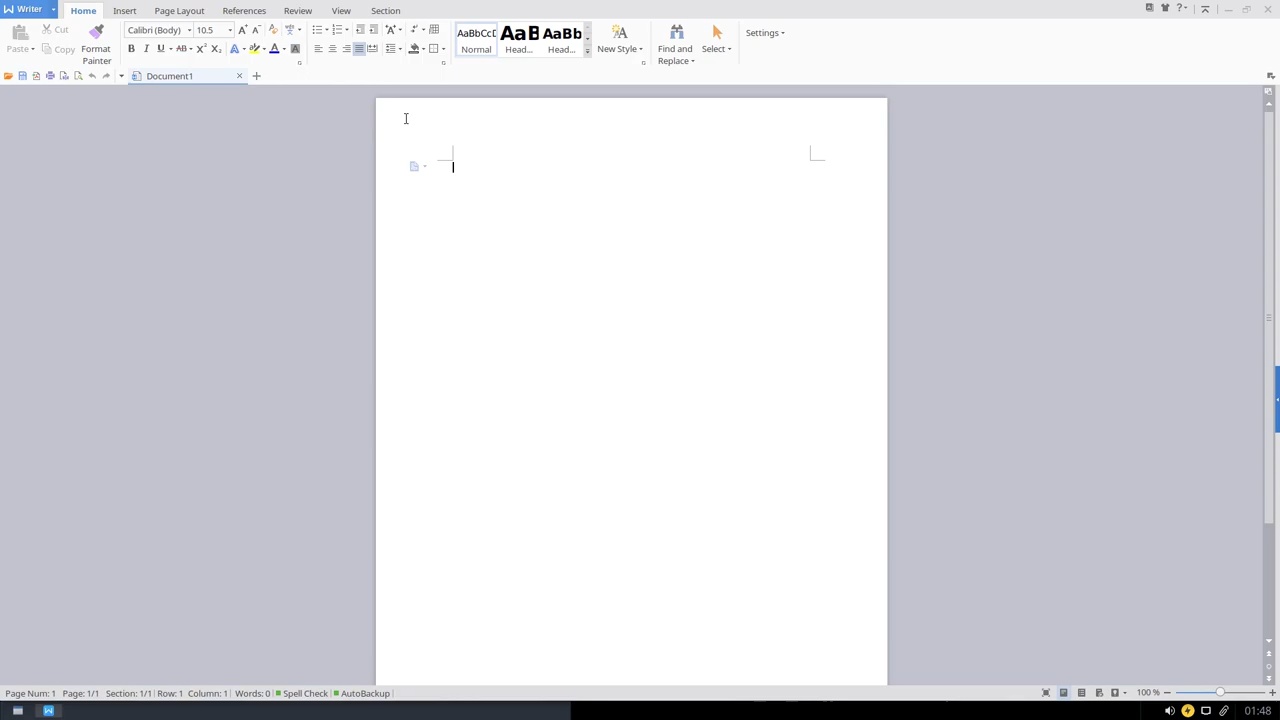 Writer Home Insert Page Layout References Review View Section
Calibri (Body) 10.5
Paste Cut Copy Format Painter
AaBbCcD Normal AaB Head... AaBb Head... New Style Find and Replace Select Settings
Document1
Page Num: 1 Page: 1/1 Section: 1/1 Row: 1 Column: 1 Words: 0 Spell Check AutoBackup 100 %
01:48